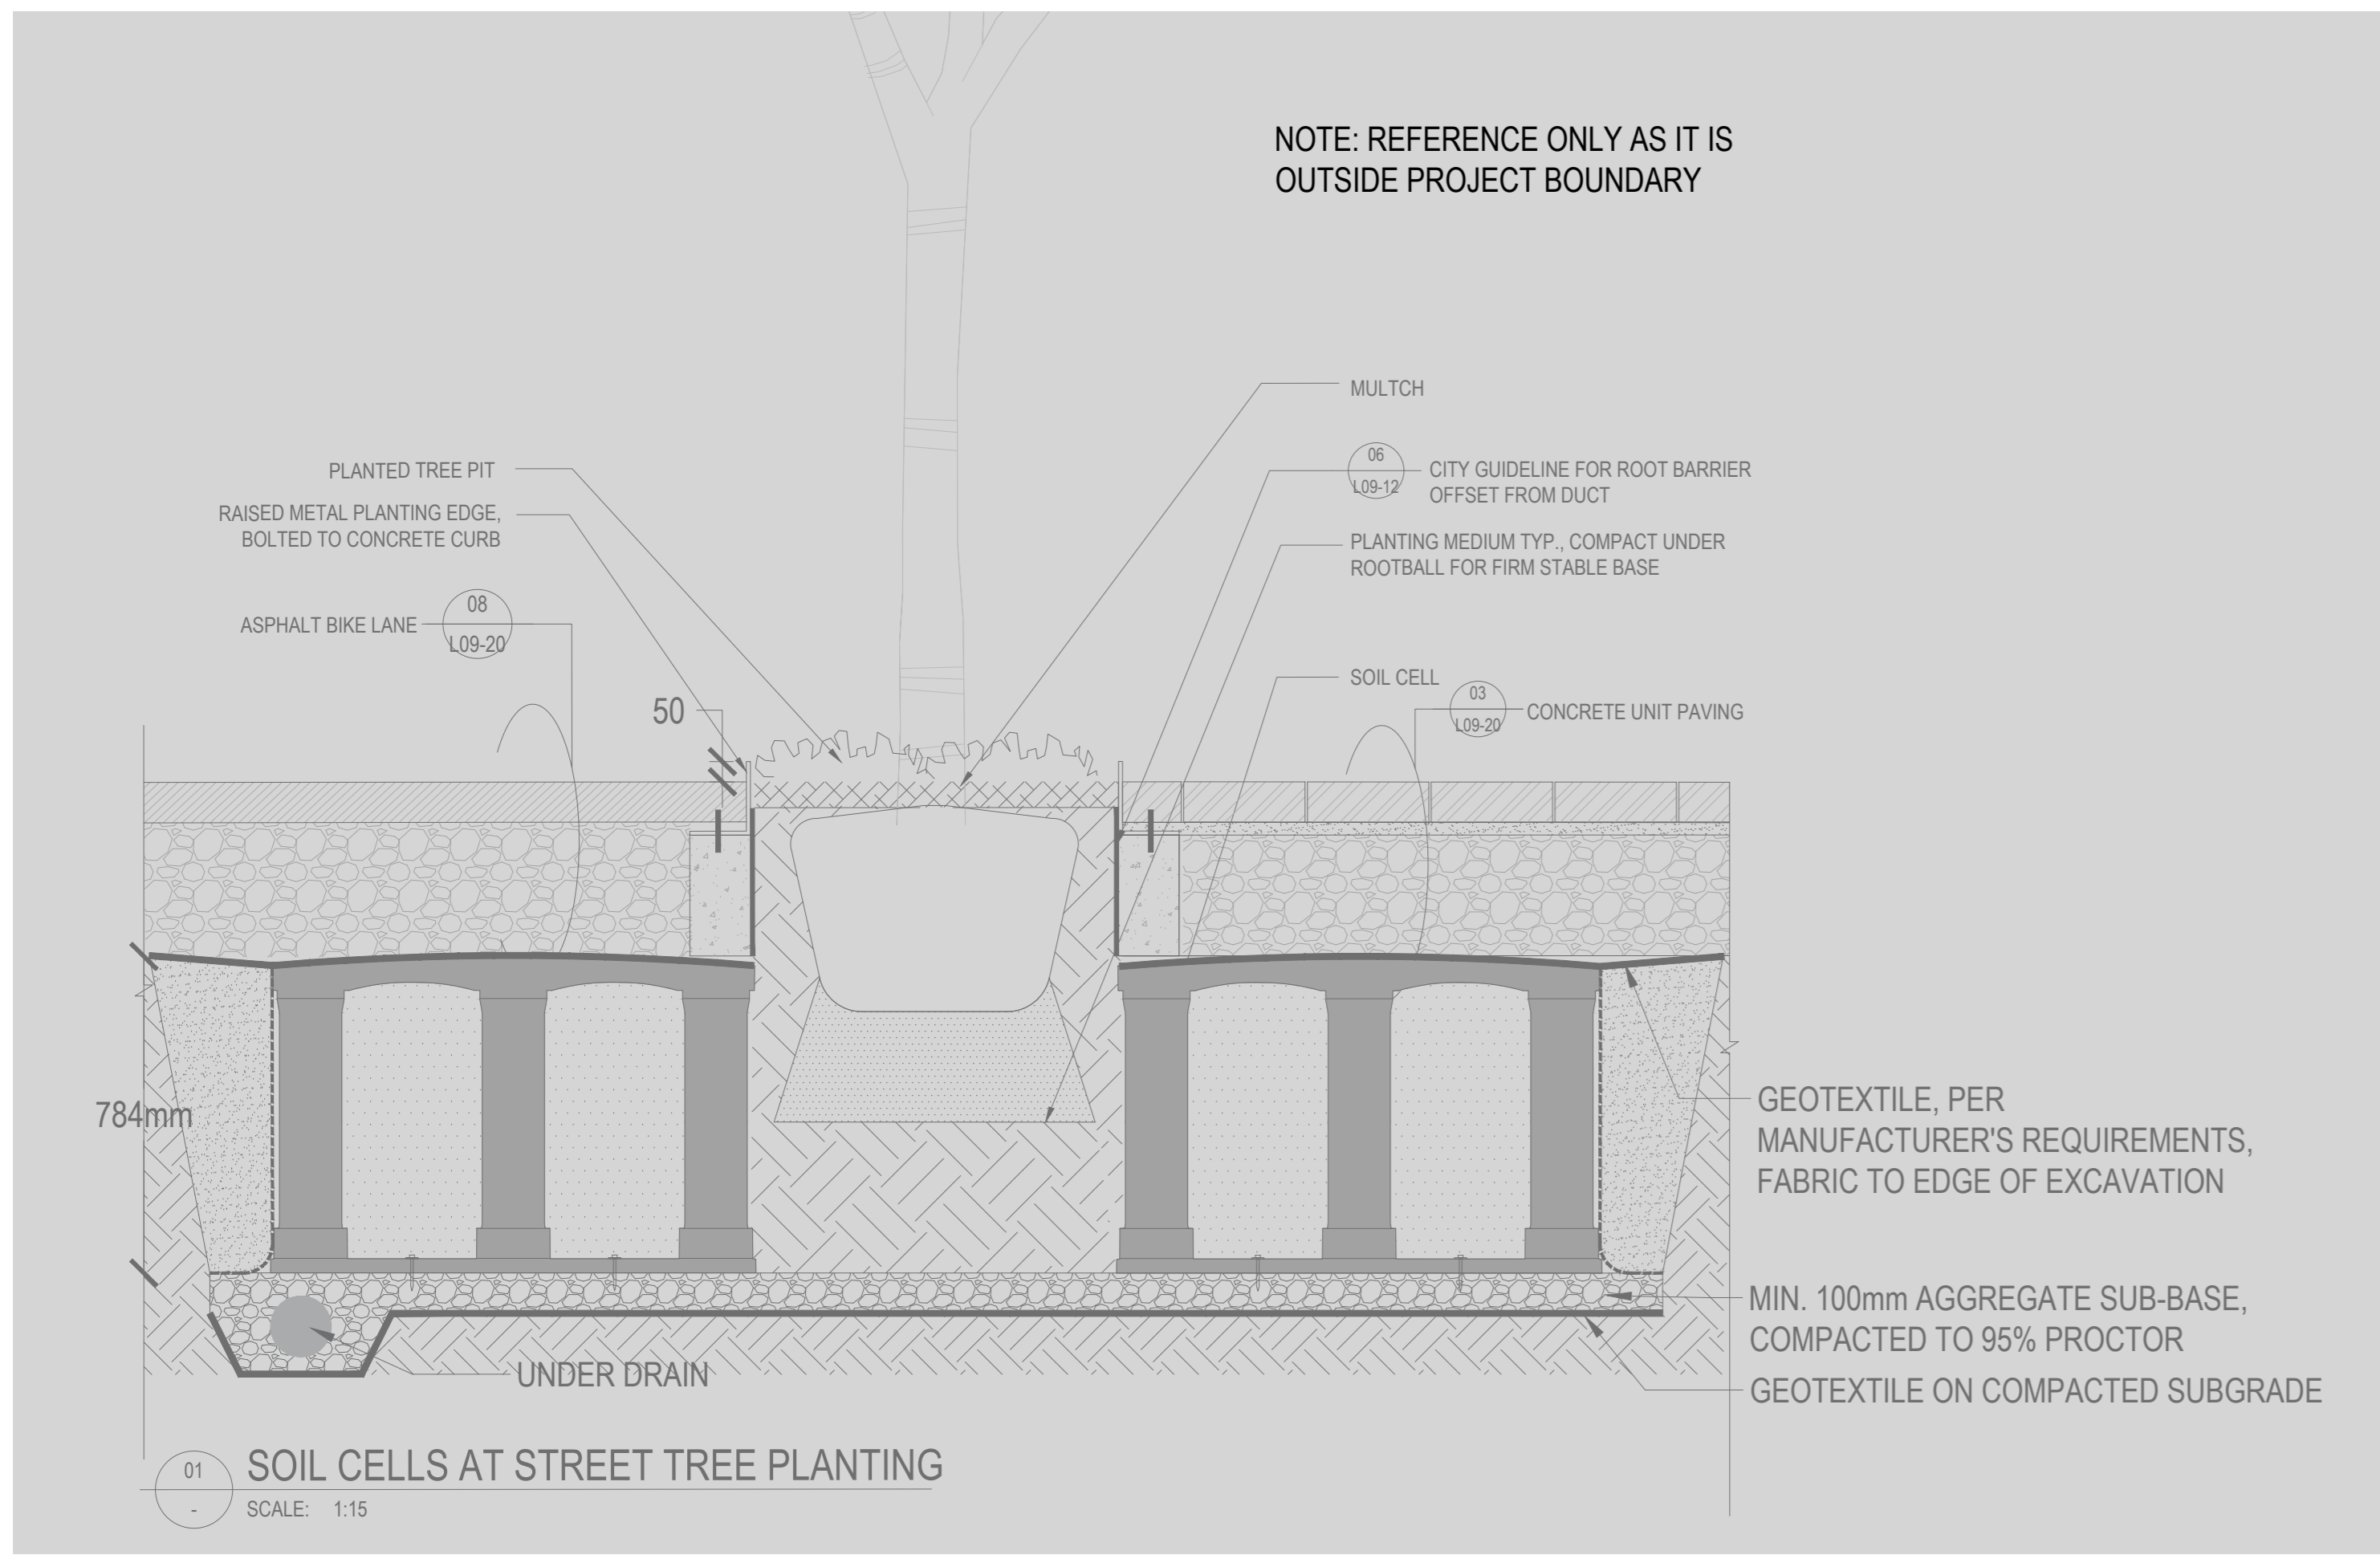 NOTE: REFERENCE ONLY AS IT IS
OUTSIDE PROJECT BOUNDARY
MULTCH
PLANTED TREE PIT
06
L09-12
CITY GUIDELINE FOR ROOT BARRIER
OFFSET FROM DUCT
RAISED METAL PLANTING EDGE,
BOLTED TO CONCRETE CURB
PLANTING MEDIUM TYP., COMPACT UNDER
ROOTBALL FOR FIRM STABLE BASE
ASPHALT BIKE LANE
08
L09-20
SOIL CELL
50
03
L09-20
CONCRETE UNIT PAVING
784mm
GEOTEXTILE, PER
MANUFACTURER'S REQUIREMENTS,
FABRIC TO EDGE OF EXCAVATION
MIN. 100mm AGGREGATE SUB-BASE,
COMPACTED TO 95% PROCTOR
UNDER DRAIN
GEOTEXTILE ON COMPACTED SUBGRADE
01
-
SOIL CELLS AT STREET TREE PLANTING
SCALE: 1:15